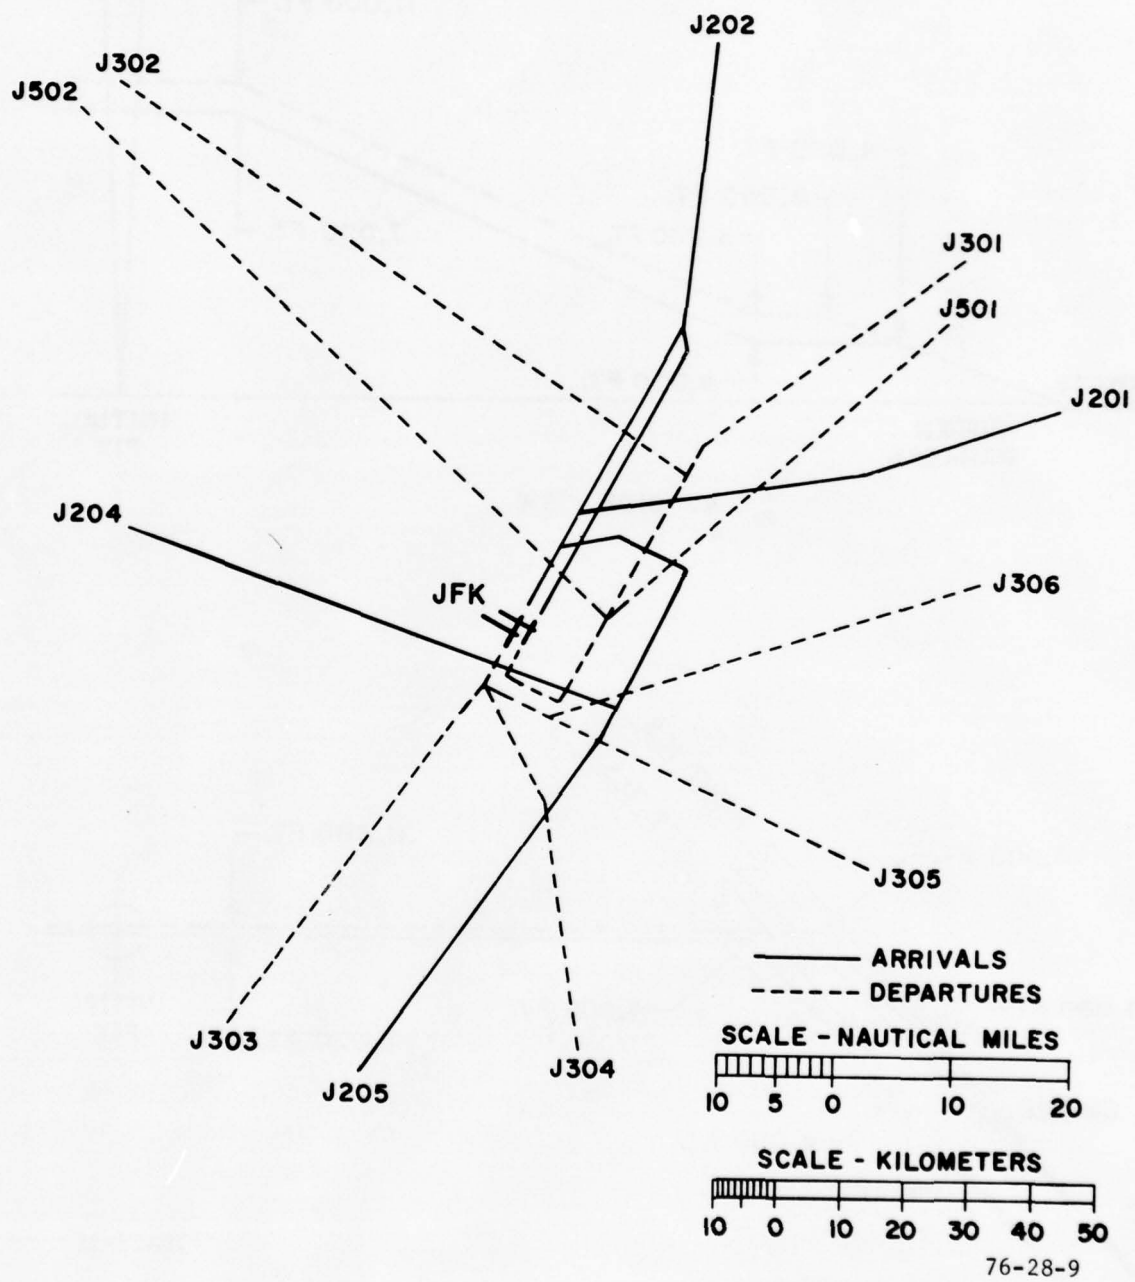 J202
J302
J502
J301
J501
J201
J204
JFK
J306
J305
ARRIVALS
DEPARTURES
J303
J304
J205
SCALE - NAUTICAL MILES
10 5 0 10 20
SCALE - KILOMETERS
10 0 10 20 30 40 50
76-28-9